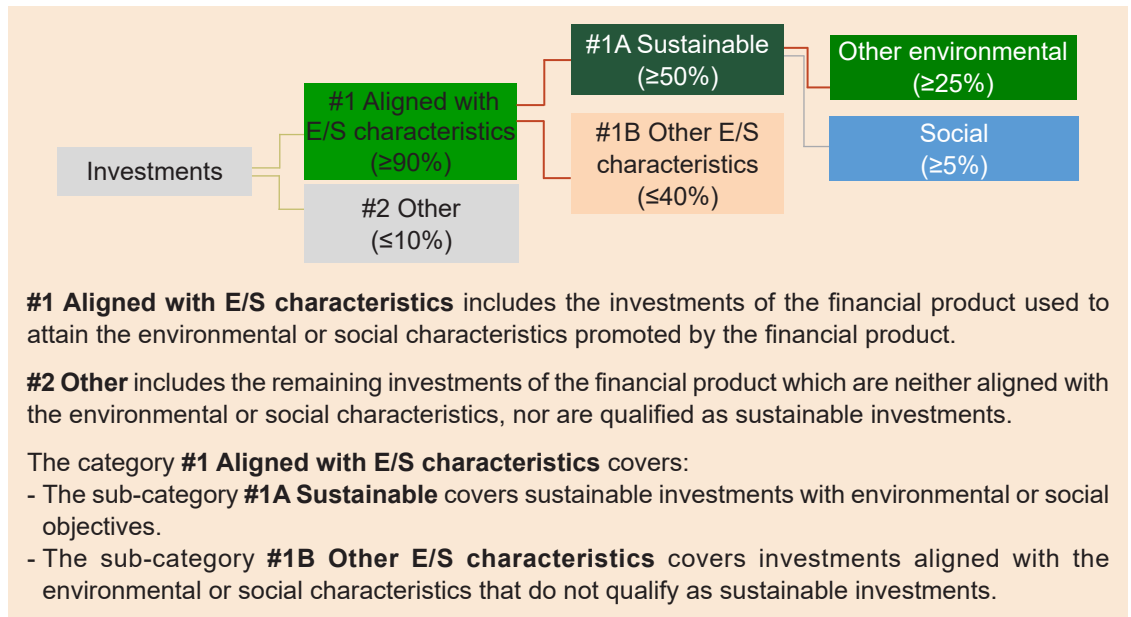 #1A Sustainable
(≥50%)
Other environmental
(≥25%)
#1 Aligned with
E/S characteristics
(≥90%)
#1B Other E/S
characteristics
(≤40%)
Social
(≥5%)
Investments
#2 Other
(≤10%)
#1 Aligned with E/S characteristics includes the investments of the financial product used to
attain the environmental or social characteristics promoted by the financial product.
#2 Other includes the remaining investments of the financial product which are neither aligned with
the environmental or social characteristics, nor are qualified as sustainable investments.
The category #1 Aligned with E/S characteristics covers:
- The sub-category #1A Sustainable covers sustainable investments with environmental or social
objectives.
- The sub-category #1B Other E/S characteristics covers investments aligned with the
environmental or social characteristics that do not qualify as sustainable investments.